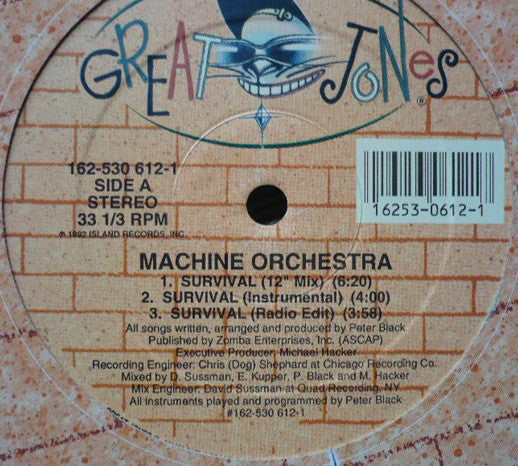 GREAT JONES
®
162-530 612-1
SIDE A
STEREO
33 1/3 RPM
℗ 1992 ISLAND RECORDS, INC.
16253-0612-1
MACHINE ORCHESTRA
1. SURVIVAL (12" Mix) (6:20)
2. SURVIVAL (Instrumental) (4:00)
3. SURVIVAL (Radio Edit) (3:58)
All songs written, arranged and produced by Peter Black
Published by Zomba Enterprises, Inc. (ASCAP)
Executive Producer: Michael Hacker
Recording Engineer: Chris (Dog) Shephard at Chicago Recording Co.
Mixed by D. Sussman, E. Kupper, P. Black and M. Hacker
Mix Engineer: David Sussman at Quad Recording, NY
All instruments played and programmed by Peter Black
#162-530 612-1